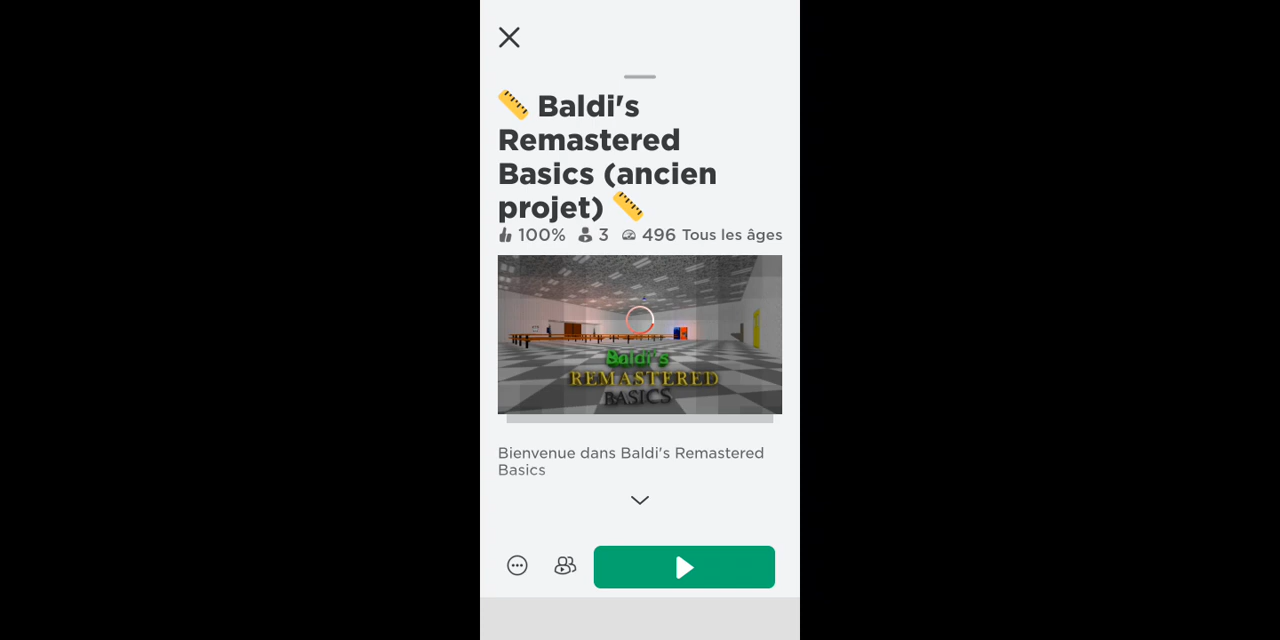 📏 Baldi's
Remastered
Basics (ancien
projet) 📏
100% 3 496 Tous les âges
Baldi's
REMASTERED
BASICS
Bienvenue dans Baldi's Remastered
Basics